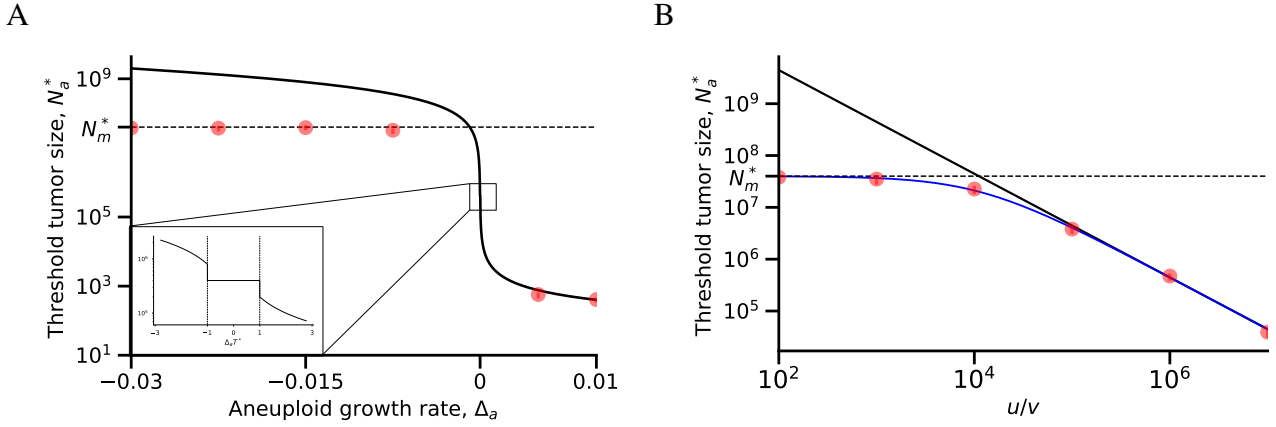 A
Threshold tumor size, N_a^*
10^9
N_m^*
10^5
10^3
10^1
-0.03
-0.015
0
0.01
Aneuploid growth rate, Δ_a
−3
−1
0
1
3
Δ_aT^*
B
Threshold tumor size, N_a^*
10^9
10^8
N_m^*
10^7
10^6
10^5
10^2
10^4
10^6
u/v